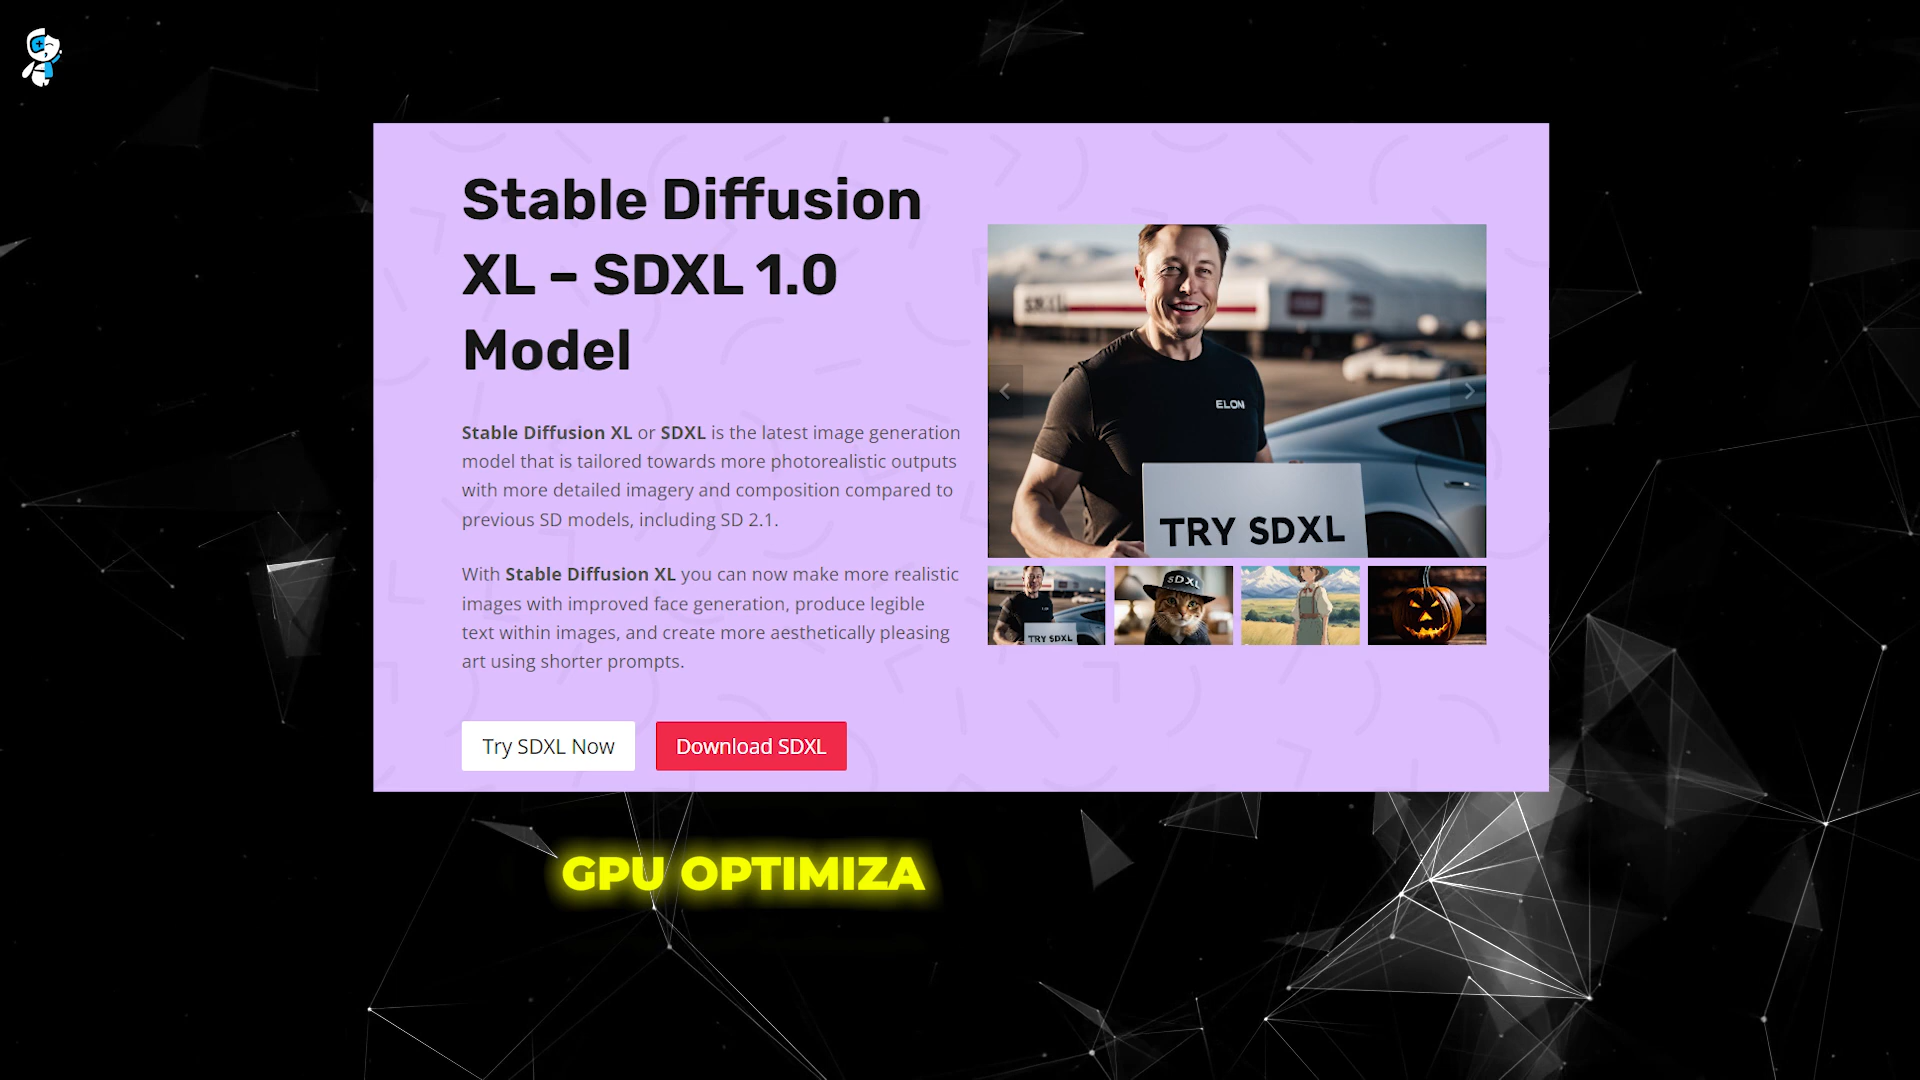 Stable Diffusion
XL – SDXL 1.0
Model
Stable Diffusion XL or SDXL is the latest image generation
model that is tailored towards more photorealistic outputs
with more detailed imagery and composition compared to
previous SD models, including SD 2.1.
With Stable Diffusion XL you can now make more realistic
images with improved face generation, produce legible
text within images, and create more aesthetically pleasing
art using shorter prompts.
Try SDXL Now
Download SDXL
ELON
TRY SDXL
TRY SDXL
SDXL
GPU OPTIMIZA